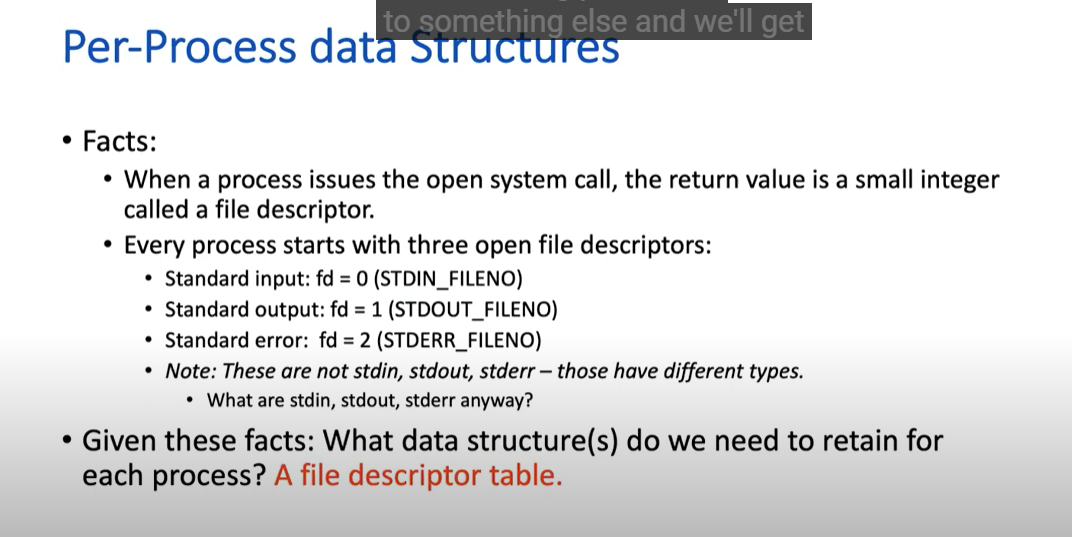 to something else and we'll get
Per-Process data Structures
• Facts:
• When a process issues the open system call, the return value is a small integer
called a file descriptor.
• Every process starts with three open file descriptors:
• Standard input: fd = 0 (STDIN_FILENO)
• Standard output: fd = 1 (STDOUT_FILENO)
• Standard error: fd = 2 (STDERR_FILENO)
• Note: These are not stdin, stdout, stderr – those have different types.
• What are stdin, stdout, stderr anyway?
• Given these facts: What data structure(s) do we need to retain for
each process? A file descriptor table.